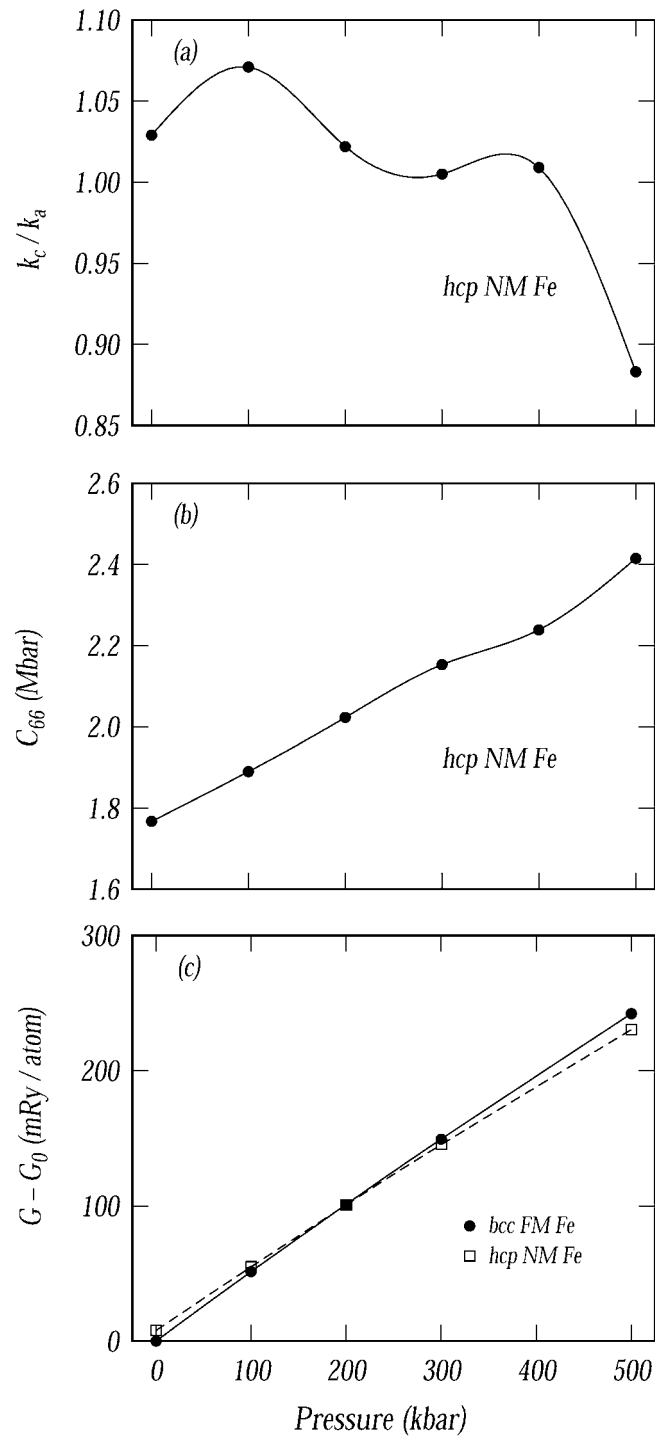 1.10
(a)
1.05
1.00
k_c / k_a
0.95
hcp NM Fe
0.90
0.85
2.6
(b)
2.4
2.2
C_66 (Mbar)
2.0
hcp NM Fe
1.8
1.6
300
(c)
200
G – G_0 (mRy / atom)
100
bcc FM Fe
hcp NM Fe
0
0 100 200 300 400 500
Pressure (kbar)